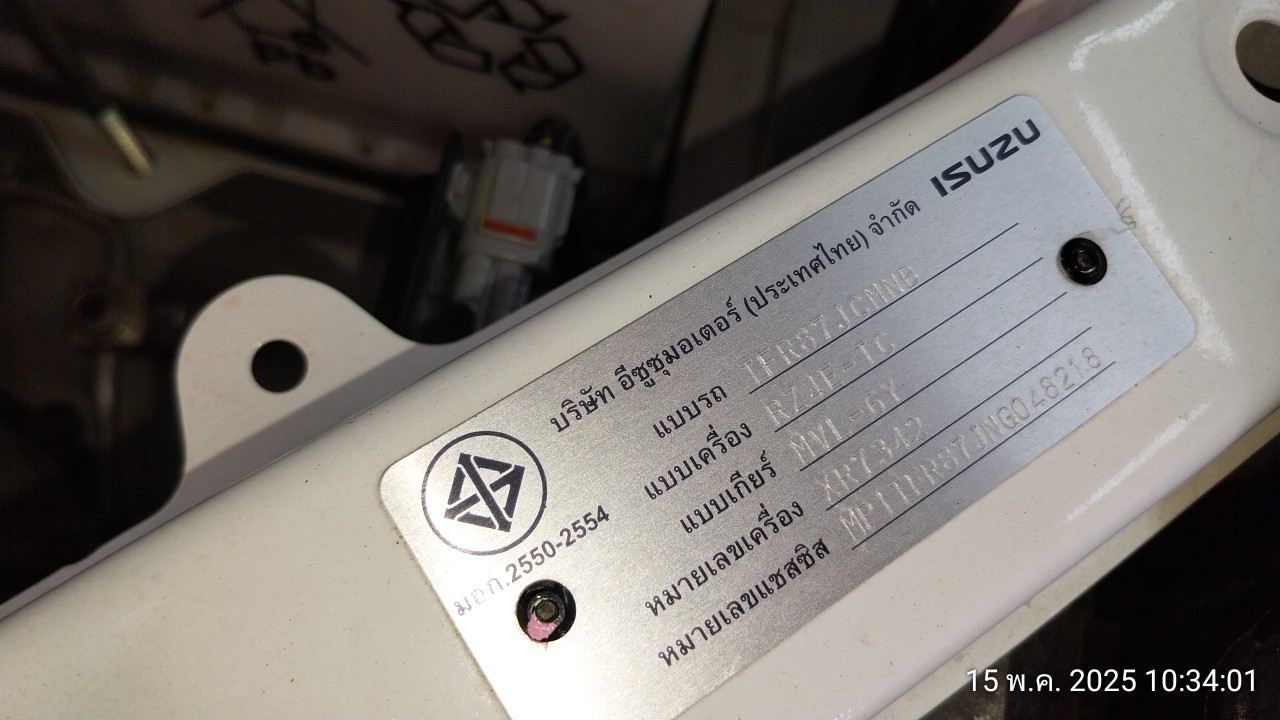 ISUZU
บริษัท อีซูซุมอเตอร์ (ประเทศไทย) จำกัด
แบบรถ TFR87JCMNB
แบบเครื่อง RZ4E-TC
แบบเกียร์ MVL-6Y
หมายเลขเครื่อง XR7342
หมายเลขแชสซิส MP1TFR87JNG048218
มอก.2550-2554
15 พ.ค. 2025 10:34:01